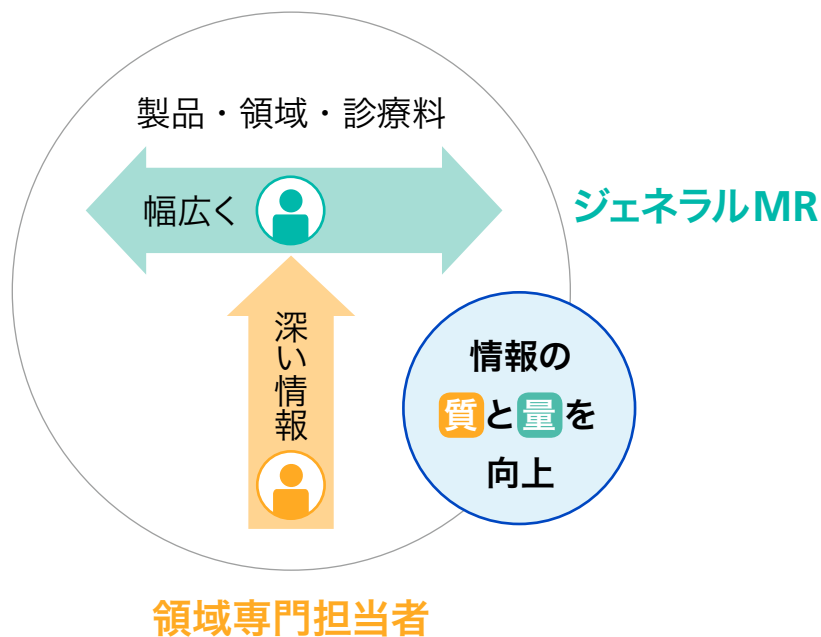 製品・領域・診療料
幅広く
ジェネラルMR
深い情報
情報の
質と量を
向上
領域専門担当者